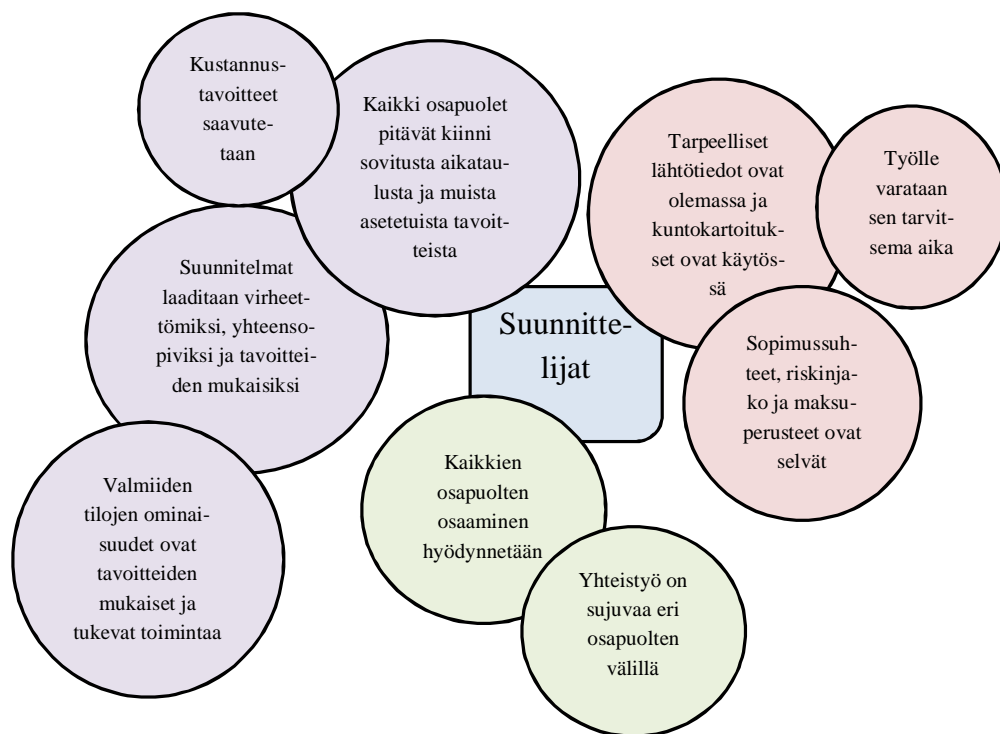 Kustannus-
tavoitteet
saavute-
taan
Kaikki osapuolet
pitävät kiinni
sovitusta aikatau-
lusta ja muista
asetetuista tavoit-
teista
Suunnitelmat
laaditaan virheet-
tömiksi, yhteenso-
piviksi ja tavoittei-
den mukaisiksi
Valmiiden
tilojen ominai-
suudet ovat
tavoitteiden
mukaiset ja
tukevat toimintaa
Suunnitte-
lijat
Tarpeelliset
lähtötiedot ovat
olemassa ja
kuntokartoituk-
set ovat käytös-
sä
Työlle
varataan
sen tarvit-
sema aika
Sopimussuh-
teet, riskinja-
ko ja maksu-
perusteet ovat
selvät
Kaikkien
osapuolten
osaaminen
hyödynnetään
Yhteistyö on
sujuvaa eri
osapuolten
välillä